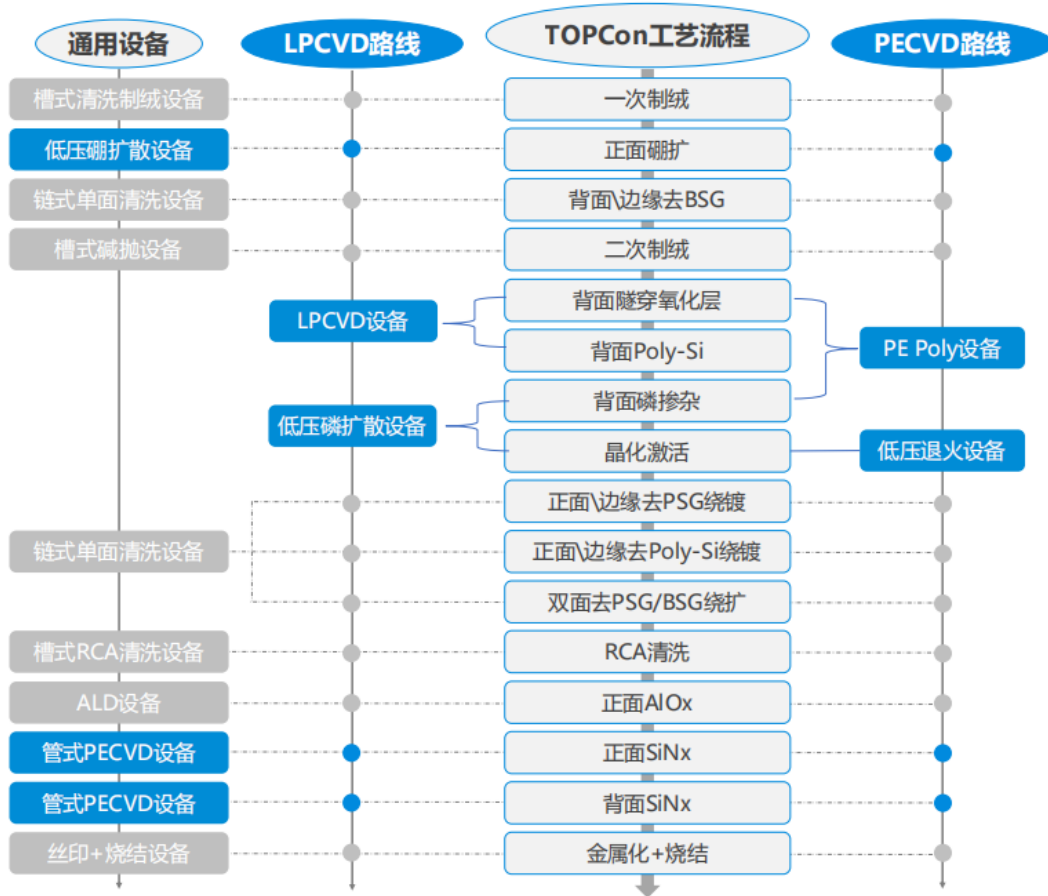 通用设备 LPCVD路线 TOPCon工艺流程 PECVD路线
槽式清洗制绒设备 一次制绒
低压硼扩散设备 正面硼扩
链式单面清洗设备 背面\边缘去BSG
槽式碱抛设备 二次制绒
背面隧穿氧化层
LPCVD设备
背面Poly-Si PE Poly设备
背面磷掺杂
低压磷扩散设备
晶化激活 低压退火设备
正面\边缘去PSG绕镀
链式单面清洗设备 正面\边缘去Poly-Si绕镀
双面去PSG/BSG绕扩
槽式RCA清洗设备 RCA清洗
ALD设备 正面AlOx
管式PECVD设备 正面SiNx
管式PECVD设备 背面SiNx
丝印+烧结设备 金属化+烧结